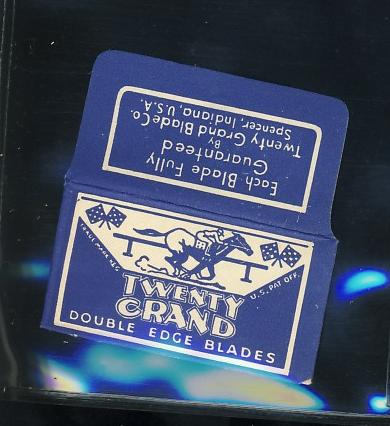 Each Blade Fully
Guaranteed
By
Twenty Grand Blade Co.
Spencer, Indiana, U.S.A.
TRADE MARK REG.
U.S. PAT. OFF.
TWENTY
GRAND
DOUBLE EDGE BLADES